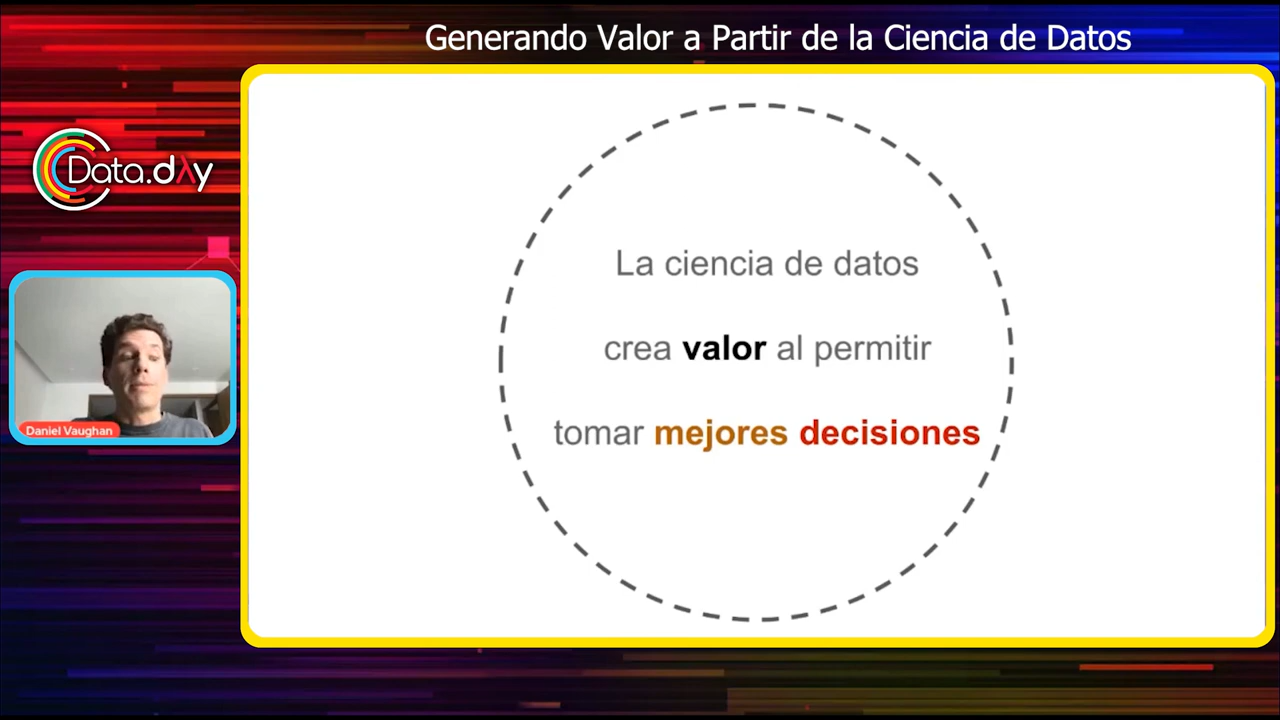 Generando Valor a Partir de la Ciencia de Datos
Data.dλy
Daniel Vaughan
La ciencia de datos
crea valor al permitir
tomar mejores decisiones